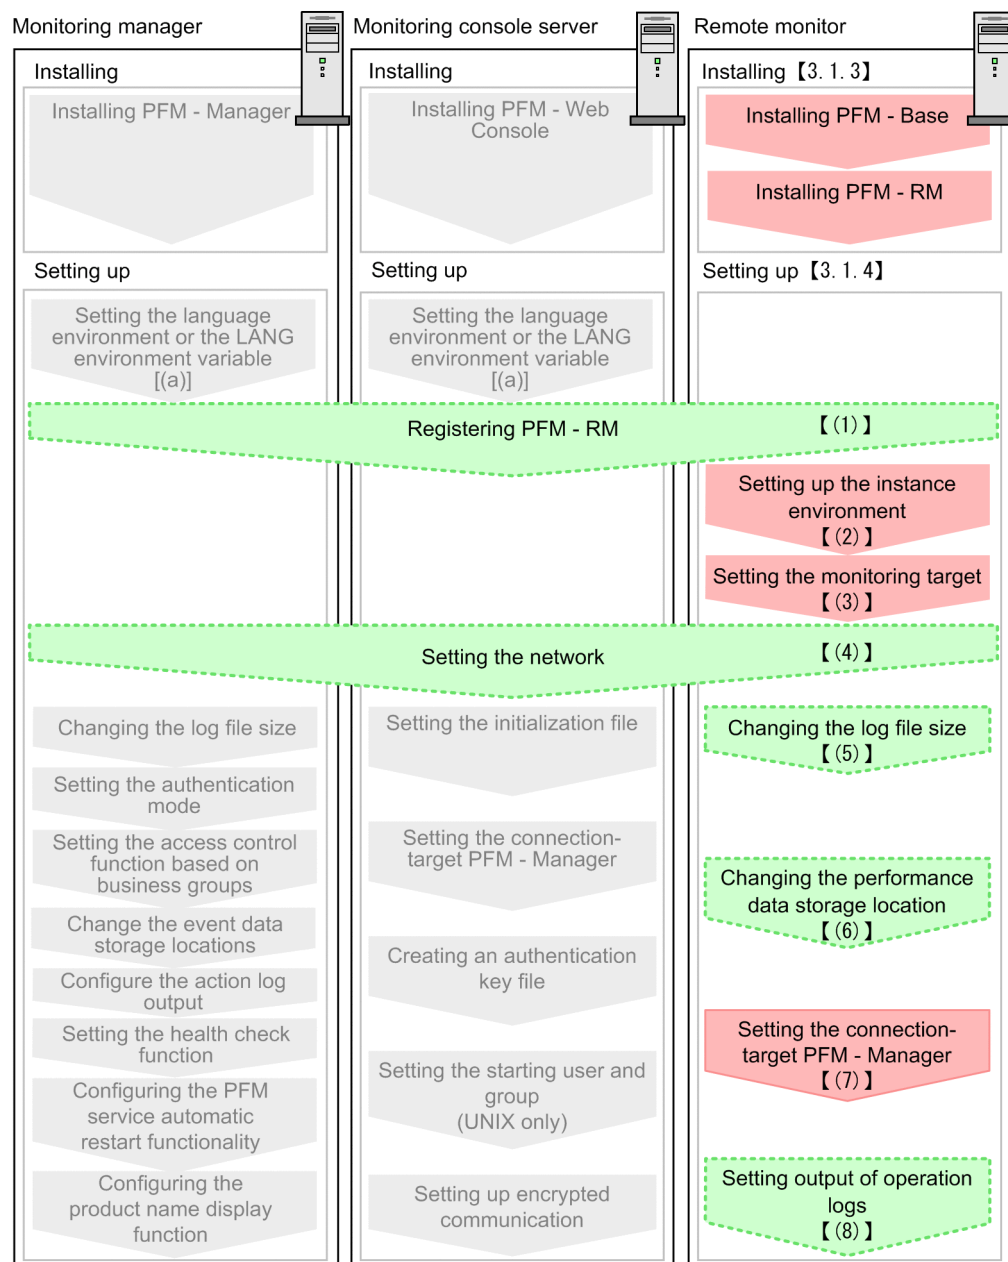 Monitoring manager
Installing
Installing PFM - Manager
Setting up
Setting the language
environment or the LANG
environment variable
[(a)]
Monitoring console server
Installing
Installing PFM - Web
Console
Setting up
Setting the language
environment or the LANG
environment variable
[(a)]
Remote monitor
Installing【3.1.3】
Installing PFM - Base
Installing PFM - RM
Setting up【3.1.4】
Registering PFM - RM 【(1)】
Setting up the instance
environment
【(2)】
Setting the monitoring target
【(3)】
Setting the network 【(4)】
Changing the log file size
Setting the authentication
mode
Setting the access control
function based on
business groups
Change the event data
storage locations
Configure the action log
output
Setting the health check
function
Configuring the PFM
service automatic
restart functionality
Configuring the
product name display
function
Setting the initialization file
Setting the connection-
target PFM - Manager
Creating an authentication
key file
Setting the starting user and
group
(UNIX only)
Setting up encrypted
communication
Changing the log file size
【(5)】
Changing the performance
data storage location
【(6)】
Setting the connection-
target PFM - Manager
【(7)】
Setting output of operation
logs
【(8)】